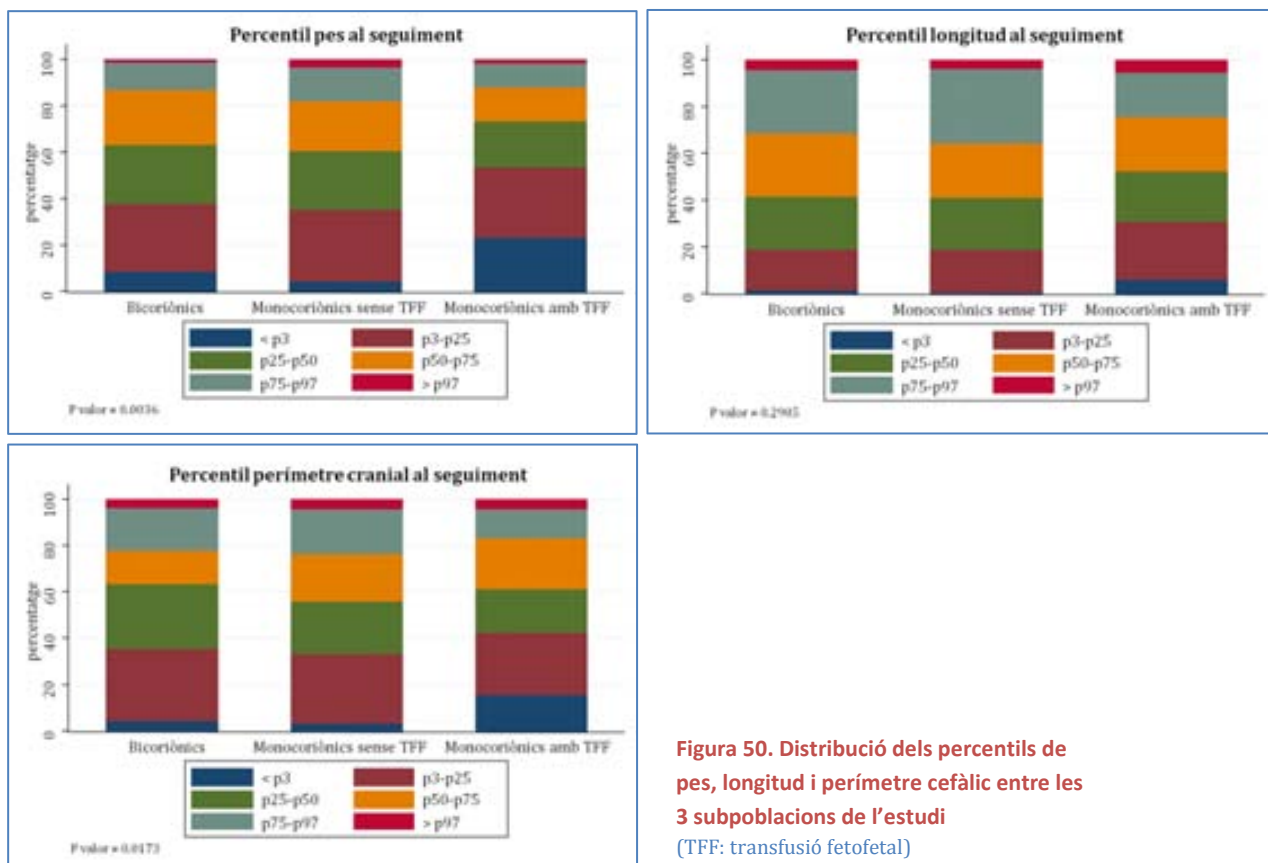 Percentil pes al seguiment
percentatge
100
80
60
40
20
0
Bicoriònics Monocoriònics sense TFF Monocoriònics amb TFF
< p3 p3-p25
p25-p50 p50-p75
p75-p97 > p97
P valor = 0.0036
Percentil longitud al seguiment
percentatge
100
80
60
40
20
0
Bicoriònics Monocoriònics sense TFF Monocoriònics amb TFF
< p3 p3-p25
p25-p50 p50-p75
p75-p97 > p97
P valor = 0.2905
Percentil perímetre cranial al seguiment
percentatge
100
80
60
40
20
0
Bicoriònics Monocoriònics sense TFF Monocoriònics amb TFF
< p3 p3-p25
p25-p50 p50-p75
p75-p97 > p97
P valor = 0.0173
Figura 50. Distribució dels percentils de
pes, longitud i perímetre cefàlic entre les
3 subpoblacions de l’estudi
(TFF: transfusió fetofetal)